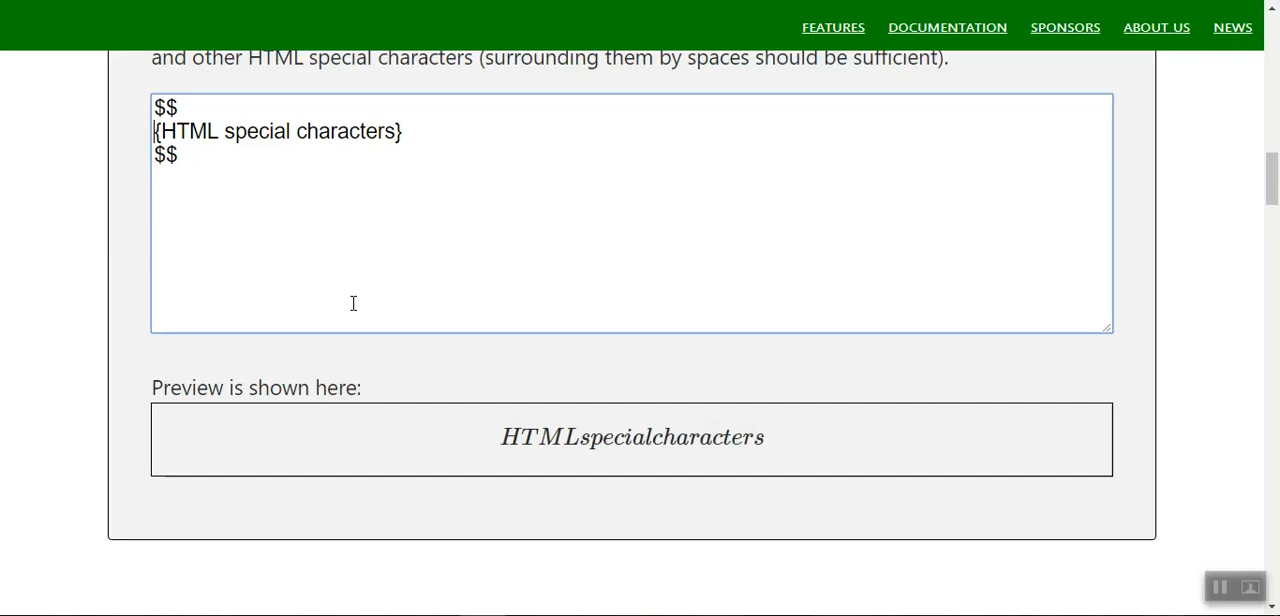 FEATURES DOCUMENTATION SPONSORS ABOUT US NEWS
and other HTML special characters (surrounding them by spaces should be sufficient).
$$
{HTML special characters}
$$
Preview is shown here:
HTMLspecialcharacters